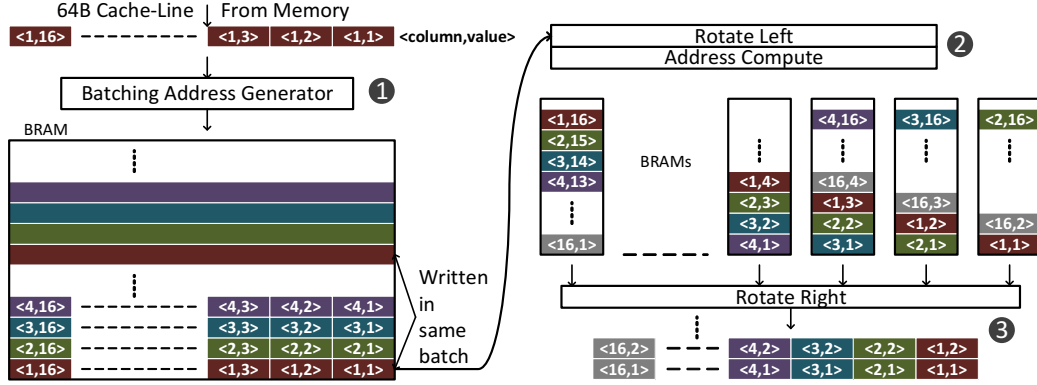 64B Cache-Line From Memory
<1,16> <1,3> <1,2> <1,1> <column,value>
Batching Address Generator
1
BRAM
<4,16> <4,3> <4,2> <4,1>
<3,16> <3,3> <3,2> <3,1>
<2,16> <2,3> <2,2> <2,1>
<1,16> <1,3> <1,2> <1,1>
Written
in
same
batch
Rotate Left
Address Compute
2
<1,16> <4,16> <3,16> <2,16>
<2,15>
<3,14>
<4,13> <1,4> <16,4>
<2,3> <1,3> <16,3>
<3,2> <2,2> <1,2> <16,2>
<16,1> <4,1> <3,1> <2,1> <1,1>
BRAMs
Rotate Right
3
<16,2> <4,2> <3,2> <2,2> <1,2>
<16,1> <4,1> <3,1> <2,1> <1,1>